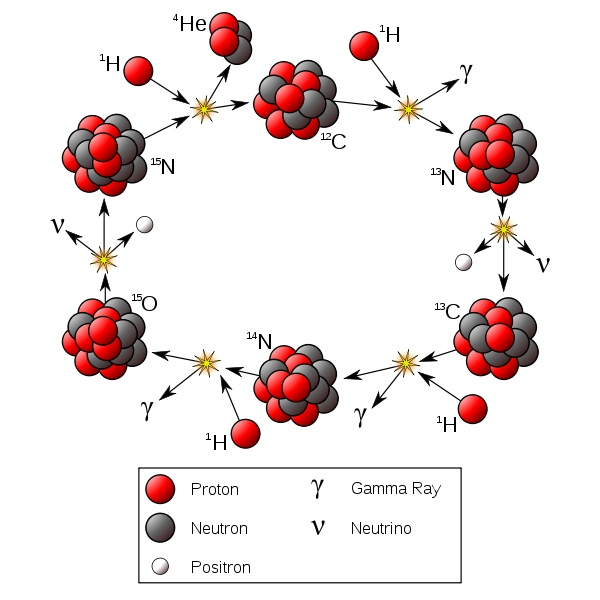 ⁴He
¹H
¹H
γ
¹²C
¹⁵N
¹³N
ν
ν
¹⁵O
¹³C
¹⁴N
γ
γ
¹H
¹H
Proton γ Gamma Ray
Neutron ν Neutrino
Positron